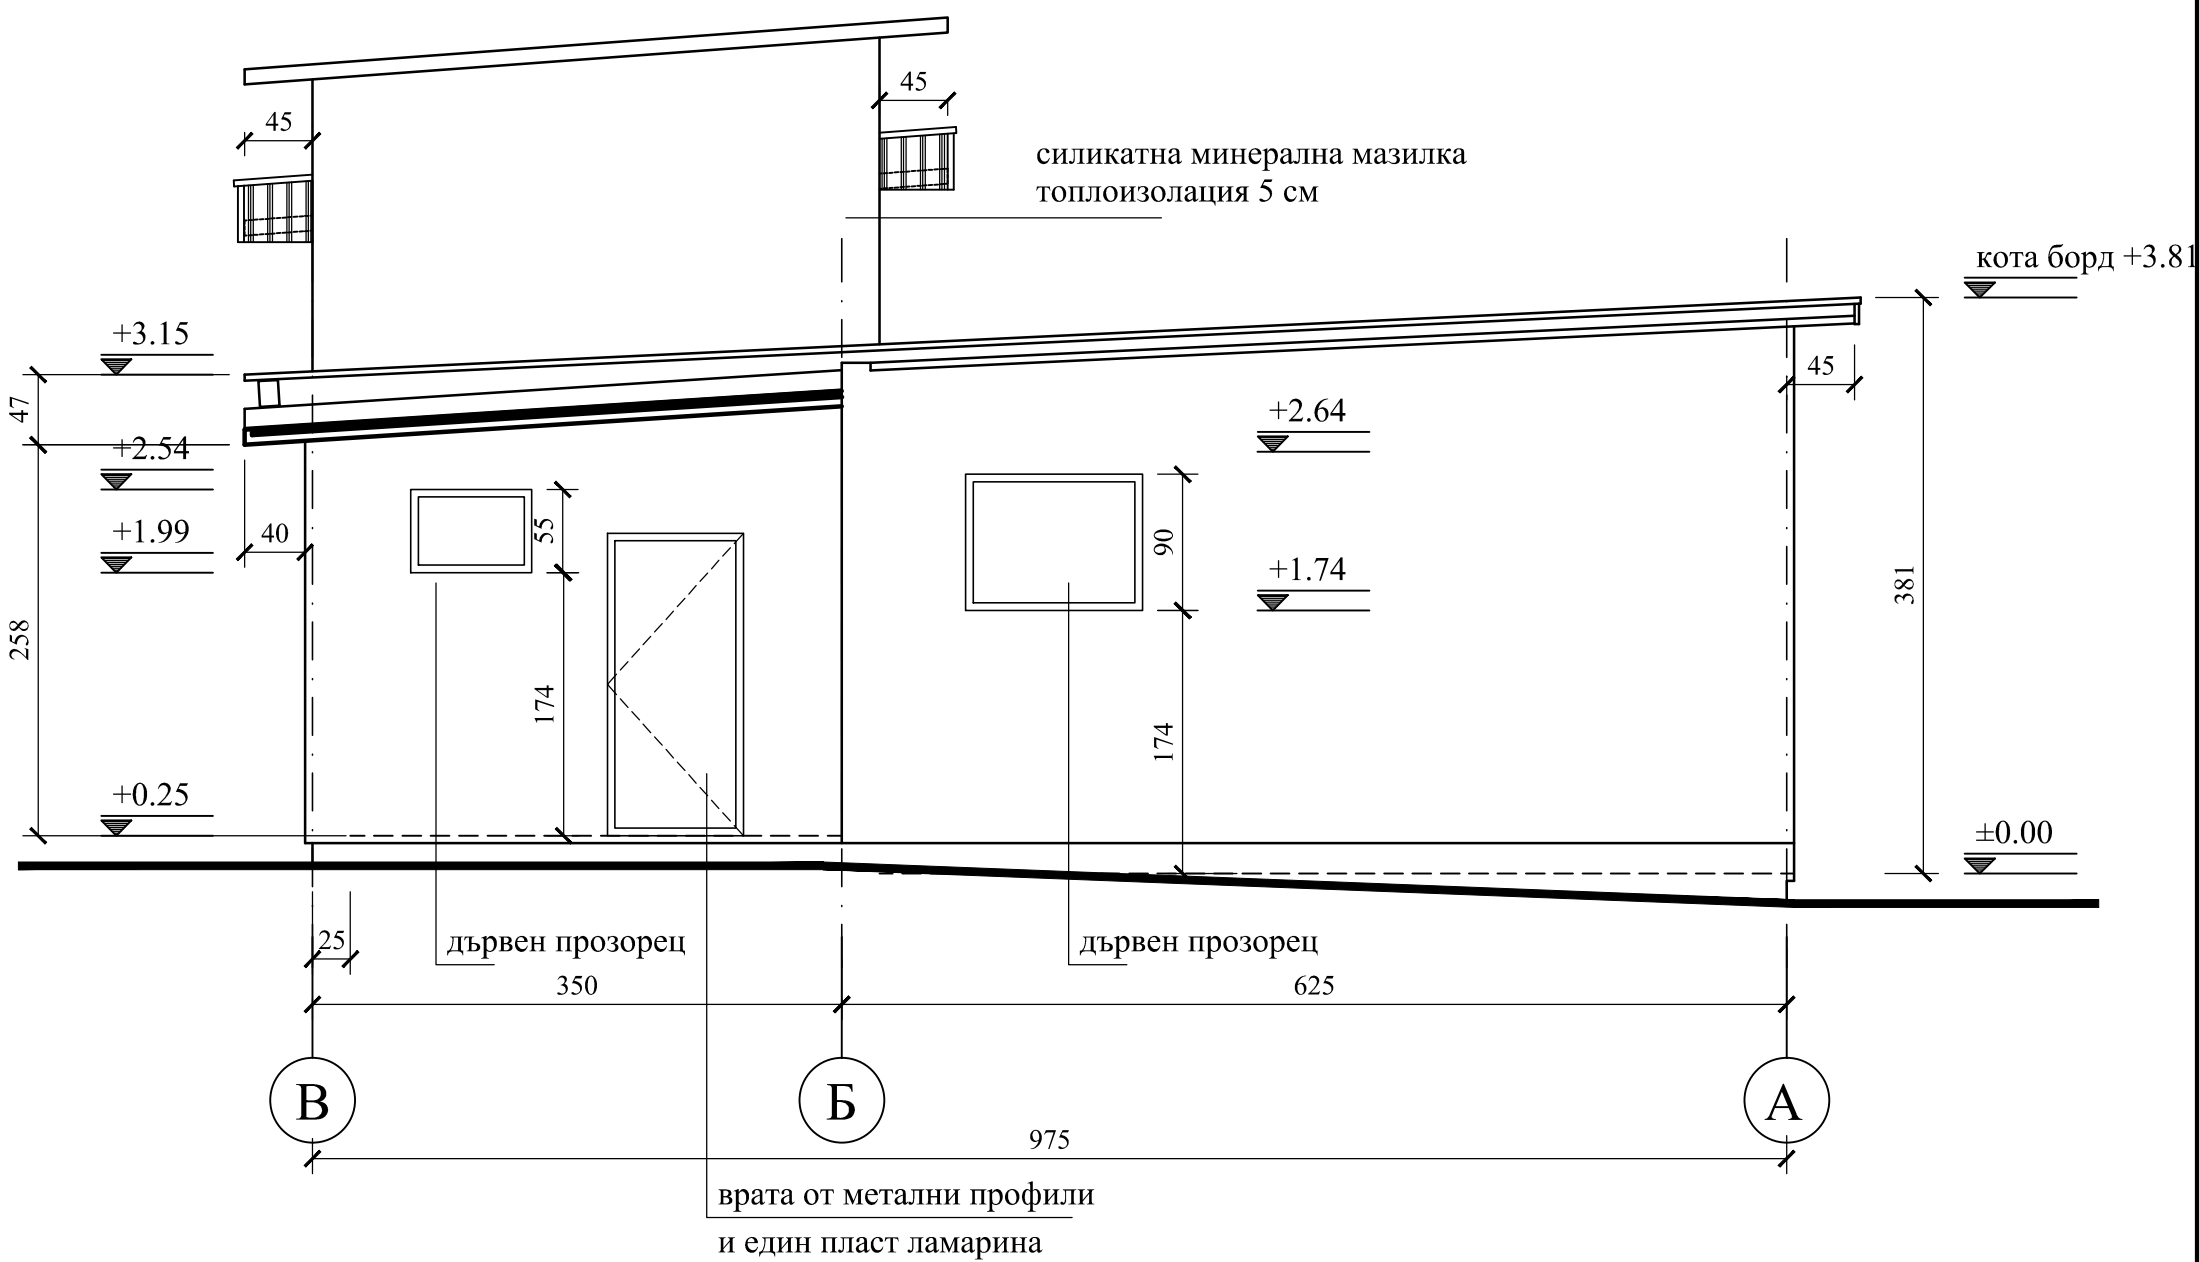 45
45
силикатна минерална мазилка
топлоизолация 5 см
кота борд +3.81
+3.15
45
47
+2.64
+2.54
+1.99
40
55
90
+1.74
381
258
174
174
+0.25
±0.00
25
дървен прозорец
дървен прозорец
350
625
В
Б
А
975
врата от метални профили
и един пласт ламарина